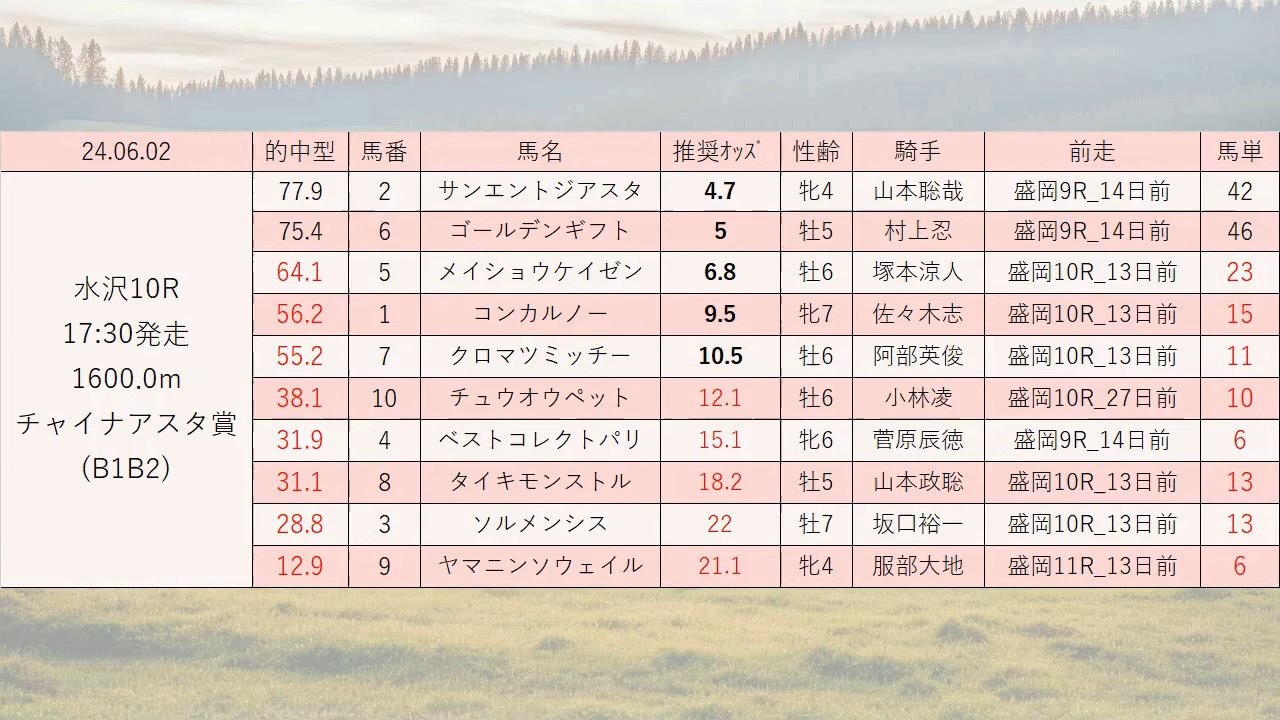 24.06.02 的中型 馬番 馬名 推奨ｵｯｽﾞ 性齢 騎手 前走 馬単
水沢10R
17:30発走
1600.0m
チャイナアスタ賞
(B1B2)
77.9 2 サンエントジアスタ 4.7 牝4 山本聡哉 盛岡9R_14日前 42
75.4 6 ゴールデンギフト 5 牡5 村上忍 盛岡9R_14日前 46
64.1 5 メイショウケイゼン 6.8 牡6 塚本涼人 盛岡10R_13日前 23
56.2 1 コンカルノー 9.5 牝7 佐々木志 盛岡10R_13日前 15
55.2 7 クロマツミッチー 10.5 牡6 阿部英俊 盛岡10R_13日前 11
38.1 10 チュウオウペット 12.1 牡6 小林凌 盛岡10R_27日前 10
31.9 4 ベストコレクトパリ 15.1 牝6 菅原辰徳 盛岡9R_14日前 6
31.1 8 タイキモンストル 18.2 牡5 山本政聡 盛岡10R_13日前 13
28.8 3 ソルメンシス 22 牡7 坂口裕一 盛岡10R_13日前 13
12.9 9 ヤマニンソウェイル 21.1 牝4 服部大地 盛岡11R_13日前 6